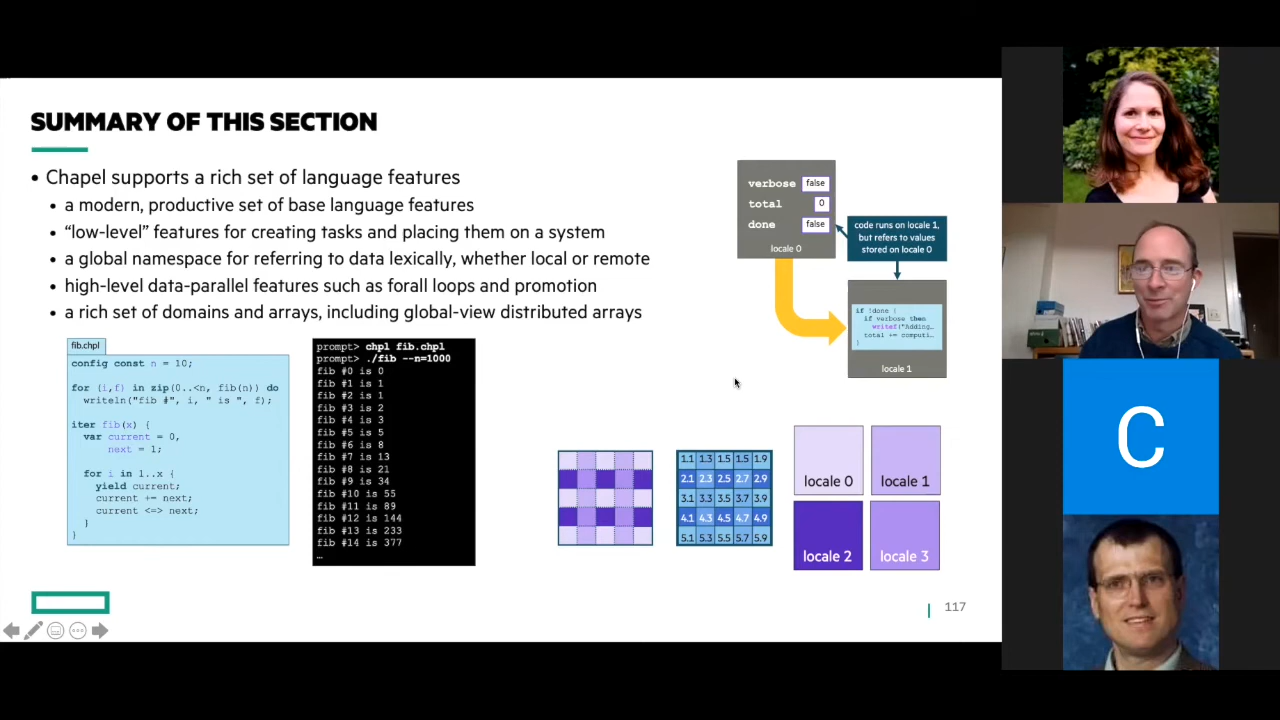 SUMMARY OF THIS SECTION
• Chapel supports a rich set of language features
• a modern, productive set of base language features
• “low-level” features for creating tasks and placing them on a system
• a global namespace for referring to data lexically, whether local or remote
• high-level data-parallel features such as forall loops and promotion
• a rich set of domains and arrays, including global-view distributed arrays
fib.chpl
config const n = 10;
for (i,f) in zip(0..<n, fib(n)) do
writeln("fib #", i, " is ", f);
iter fib(x) {
var current = 0,
next = 1;
for i in 1..x {
yield current;
current += next;
current <=> next;
}
}
prompt> chpl fib.chpl
prompt> ./fib --n=1000
fib #0 is 0
fib #1 is 1
fib #2 is 1
fib #3 is 2
fib #4 is 3
fib #5 is 5
fib #6 is 8
fib #7 is 13
fib #8 is 21
fib #9 is 34
fib #10 is 55
fib #11 is 89
fib #12 is 144
fib #13 is 233
fib #14 is 377
…
verbose false
total 0
done false
locale 0
code runs on locale 1,
but refers to values
stored on locale 0
if !done {
if verbose then
writef("Adding…
total += computi…
}
locale 1
1.1 1.3 1.5 1.5 1.9
2.1 2.3 2.5 2.7 2.9
3.1 3.3 3.5 3.7 3.9
4.1 4.3 4.5 4.7 4.9
5.1 5.3 5.5 5.7 5.9
locale 0
locale 1
locale 2
locale 3
117
C